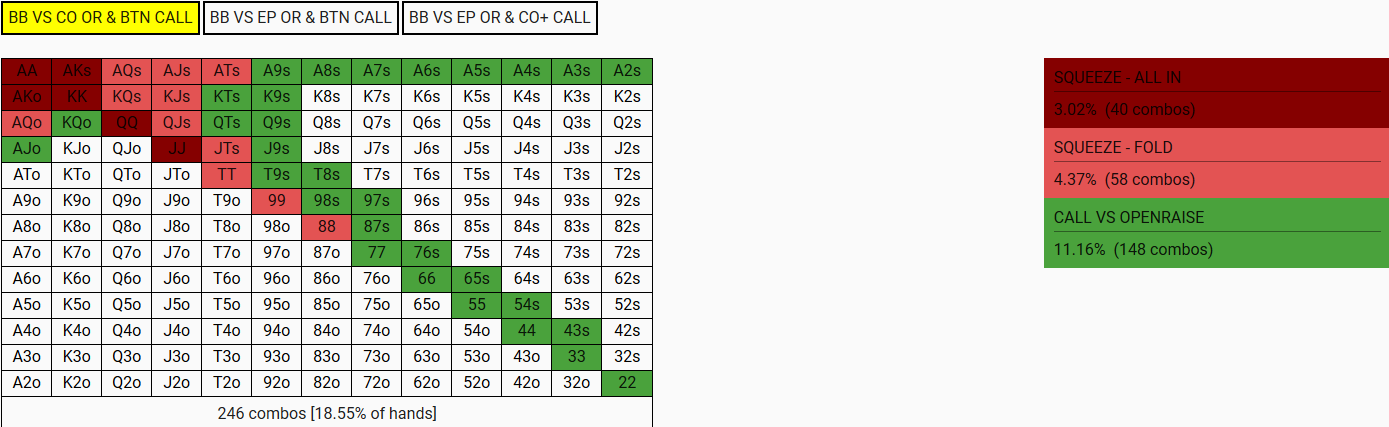 BB VS CO OR & BTN CALL BB VS EP OR & BTN CALL BB VS EP OR & CO+ CALL
AA AKs AQs AJs ATs A9s A8s A7s A6s A5s A4s A3s A2s
AKo KK KQs KJs KTs K9s K8s K7s K6s K5s K4s K3s K2s
AQo KQo QQ QJs QTs Q9s Q8s Q7s Q6s Q5s Q4s Q3s Q2s
AJo KJo QJo JJ JTs J9s J8s J7s J6s J5s J4s J3s J2s
ATo KTo QTo JTo TT T9s T8s T7s T6s T5s T4s T3s T2s
A9o K9o Q9o J9o T9o 99 98s 97s 96s 95s 94s 93s 92s
A8o K8o Q8o J8o T8o 98o 88 87s 86s 85s 84s 83s 82s
A7o K7o Q7o J7o T7o 97o 87o 77 76s 75s 74s 73s 72s
A6o K6o Q6o J6o T6o 96o 86o 76o 66 65s 64s 63s 62s
A5o K5o Q5o J5o T5o 95o 85o 75o 65o 55 54s 53s 52s
A4o K4o Q4o J4o T4o 94o 84o 74o 64o 54o 44 43s 42s
A3o K3o Q3o J3o T3o 93o 83o 73o 63o 53o 43o 33 32s
A2o K2o Q2o J2o T2o 92o 82o 72o 62o 52o 42o 32o 22
246 combos [18.55% of hands]
SQUEEZE - ALL IN
3.02% (40 combos)
SQUEEZE - FOLD
4.37% (58 combos)
CALL VS OPENRAISE
11.16% (148 combos)